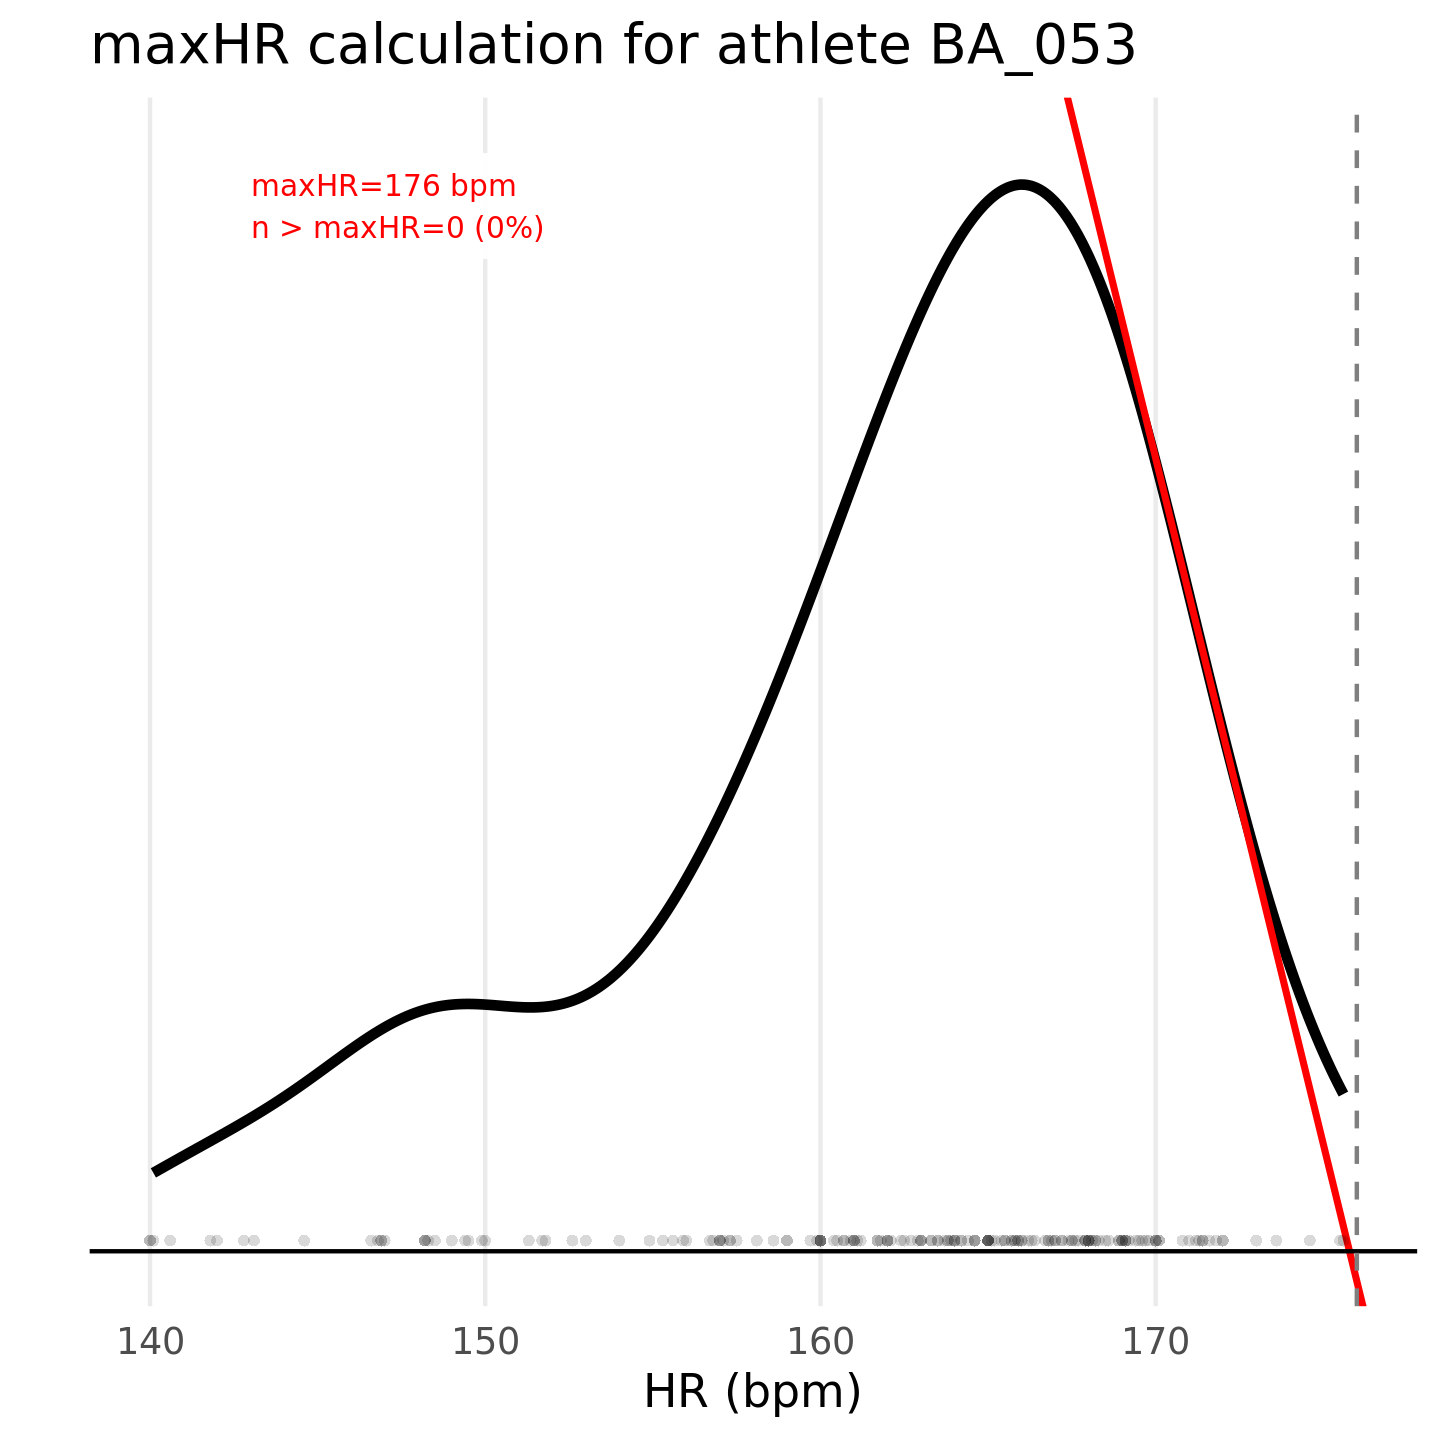 maxHR calculation for athlete BA_053
maxHR=176 bpm
n > maxHR=0 (0%)
140 150 160 170
HR (bpm)